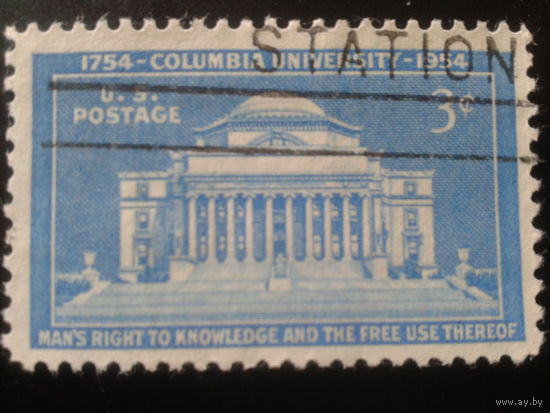 STATION
1754-COLUMBIA UNIVERSITY-1954
U.S.
POSTAGE
3¢
MAN'S RIGHT TO KNOWLEDGE AND THE FREE USE THEREOF
www.ay.by